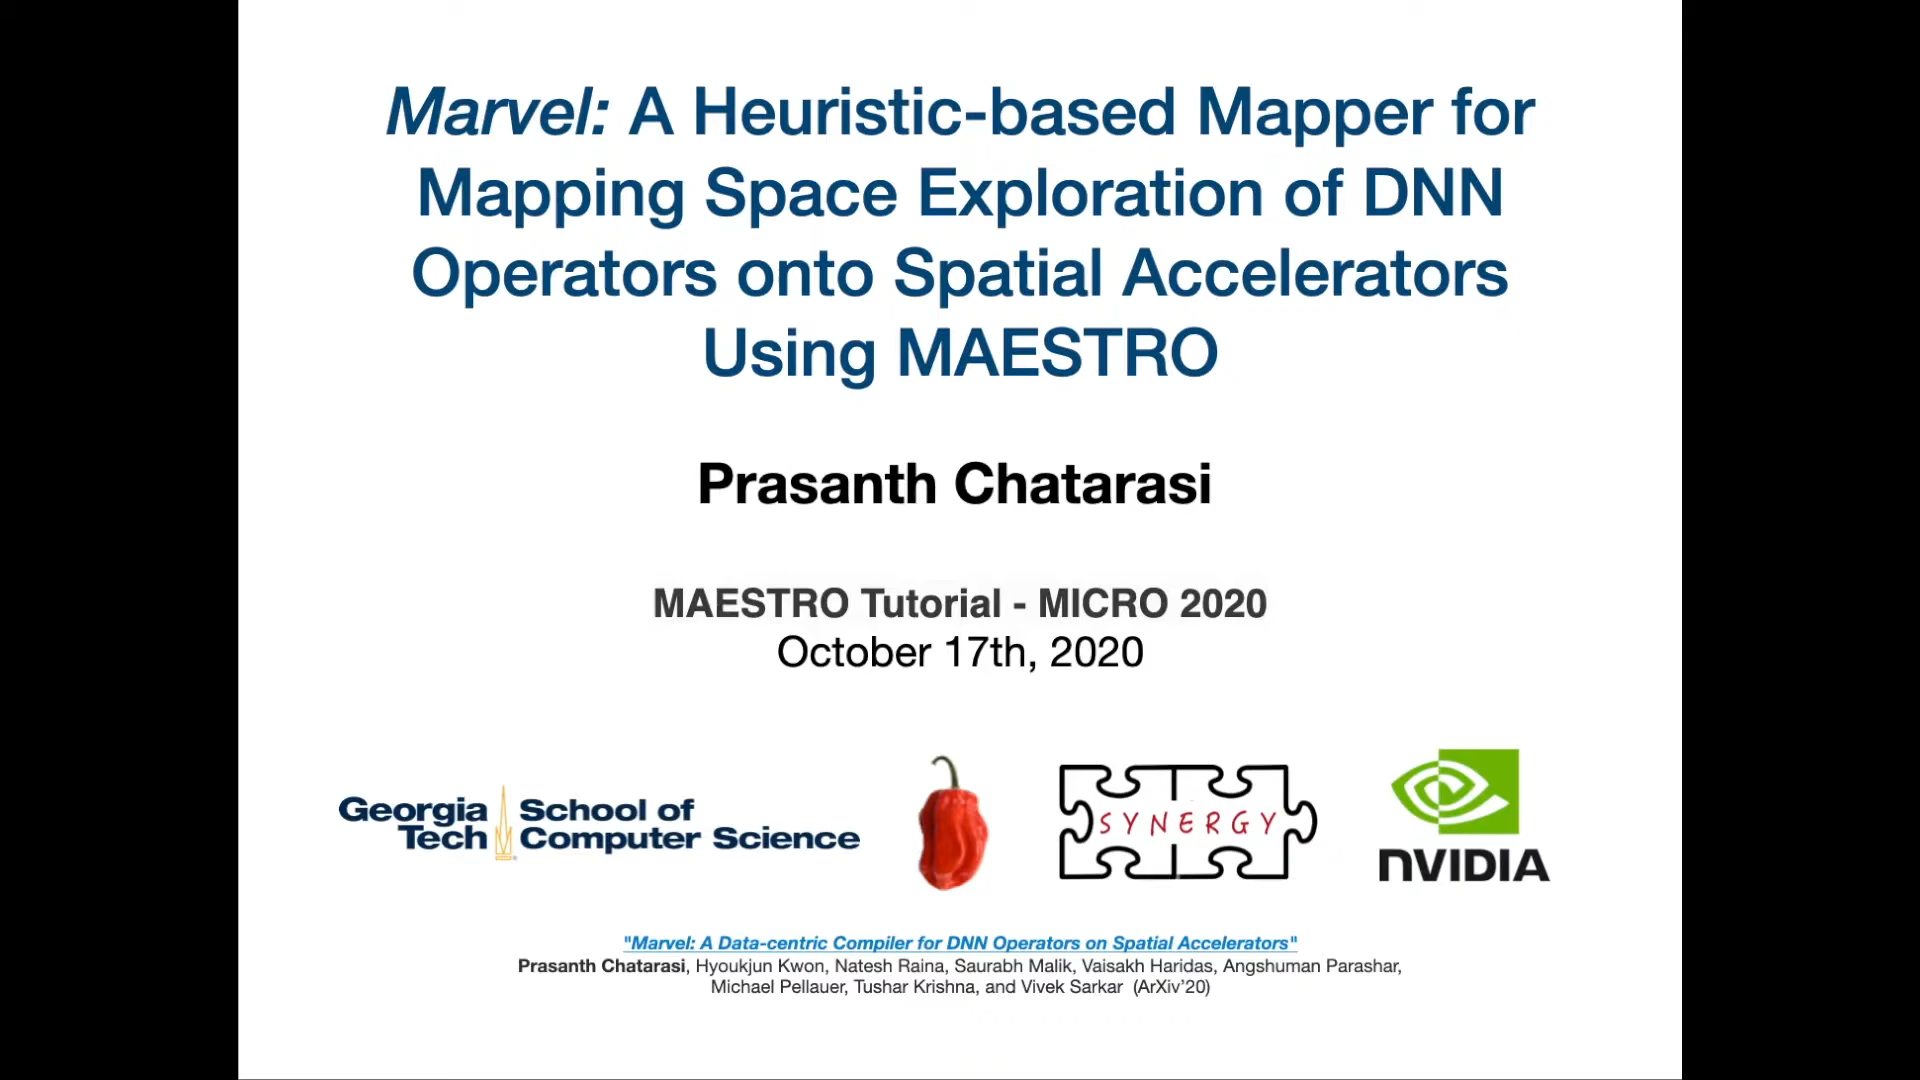 Marvel: A Heuristic-based Mapper for
Mapping Space Exploration of DNN
Operators onto Spatial Accelerators
Using MAESTRO
Prasanth Chatarasi
MAESTRO Tutorial - MICRO 2020
October 17th, 2020
Georgia Tech School of Computer Science
SYNERGY
NVIDIA
"Marvel: A Data-centric Compiler for DNN Operators on Spatial Accelerators"
Prasanth Chatarasi, Hyoukjun Kwon, Natesh Raina, Saurabh Malik, Vaisakh Haridas, Angshuman Parashar,
Michael Pellauer, Tushar Krishna, and Vivek Sarkar (ArXiv’20)